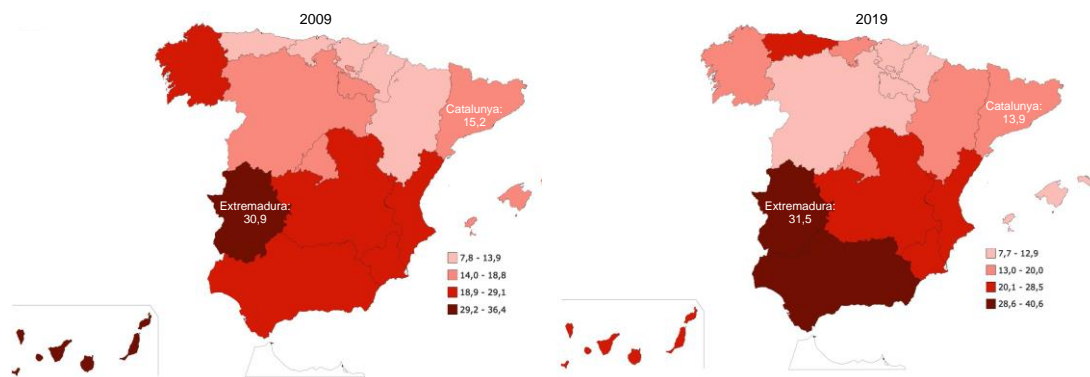 2009
Catalunya:
15,2
Extremadura:
30,9
7,8 - 13,9
14,0 - 18,8
18,9 - 29,1
29,2 - 36,4
2019
Catalunya:
13,9
Extremadura:
31,5
7,7 - 12,9
13,0 - 20,0
20,1 - 28,5
28,6 - 40,6